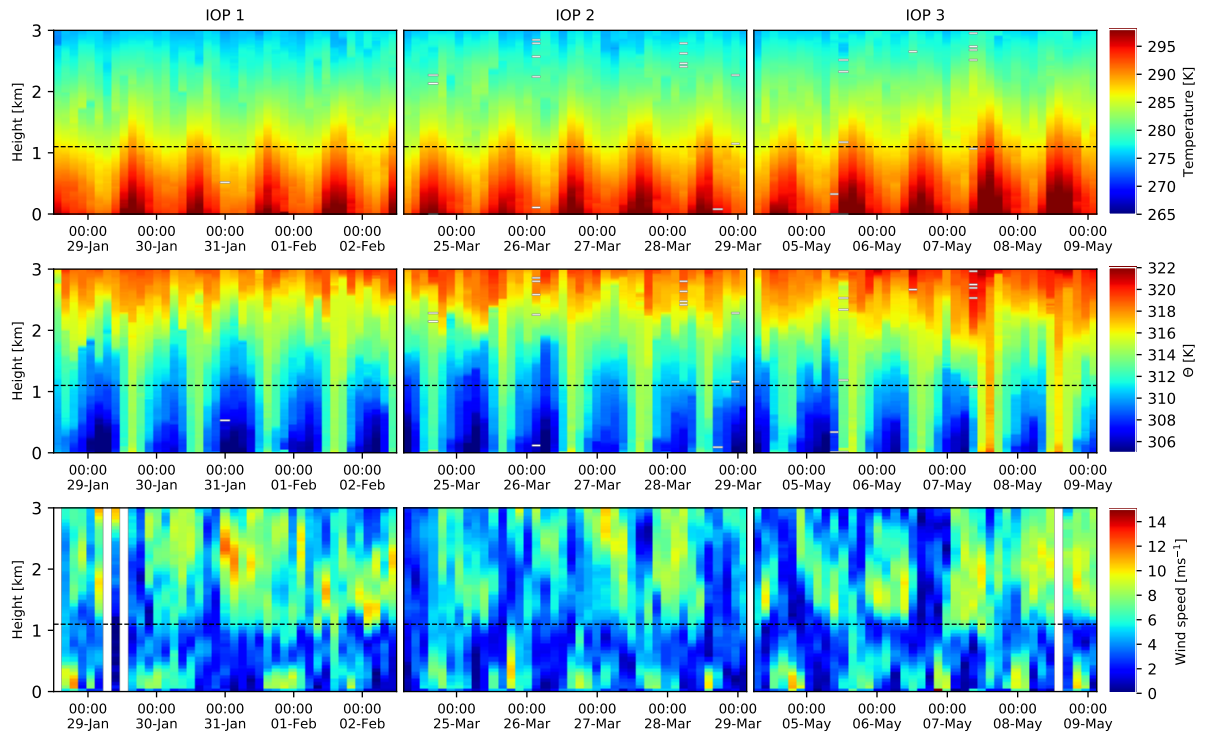 IOP 1 IOP 2 IOP 3
Height [km]
3
2
1
0
00:00 00:00 00:00 00:00 00:00
29-Jan 30-Jan 31-Jan 01-Feb 02-Feb
00:00 00:00 00:00 00:00 00:00
25-Mar 26-Mar 27-Mar 28-Mar 29-Mar
00:00 00:00 00:00 00:00 00:00
05-May 06-May 07-May 08-May 09-May
295
290
285
280
275
270
265
Temperature [K]
Height [km]
3
2
1
0
00:00 00:00 00:00 00:00 00:00
29-Jan 30-Jan 31-Jan 01-Feb 02-Feb
00:00 00:00 00:00 00:00 00:00
25-Mar 26-Mar 27-Mar 28-Mar 29-Mar
00:00 00:00 00:00 00:00 00:00
05-May 06-May 07-May 08-May 09-May
322
320
318
316
314
312
310
308
306
Θ [K]
Height [km]
3
2
1
0
00:00 00:00 00:00 00:00 00:00
29-Jan 30-Jan 31-Jan 01-Feb 02-Feb
00:00 00:00 00:00 00:00 00:00
25-Mar 26-Mar 27-Mar 28-Mar 29-Mar
00:00 00:00 00:00 00:00 00:00
05-May 06-May 07-May 08-May 09-May
14
12
10
8
6
4
2
0
Wind speed [ms⁻¹]